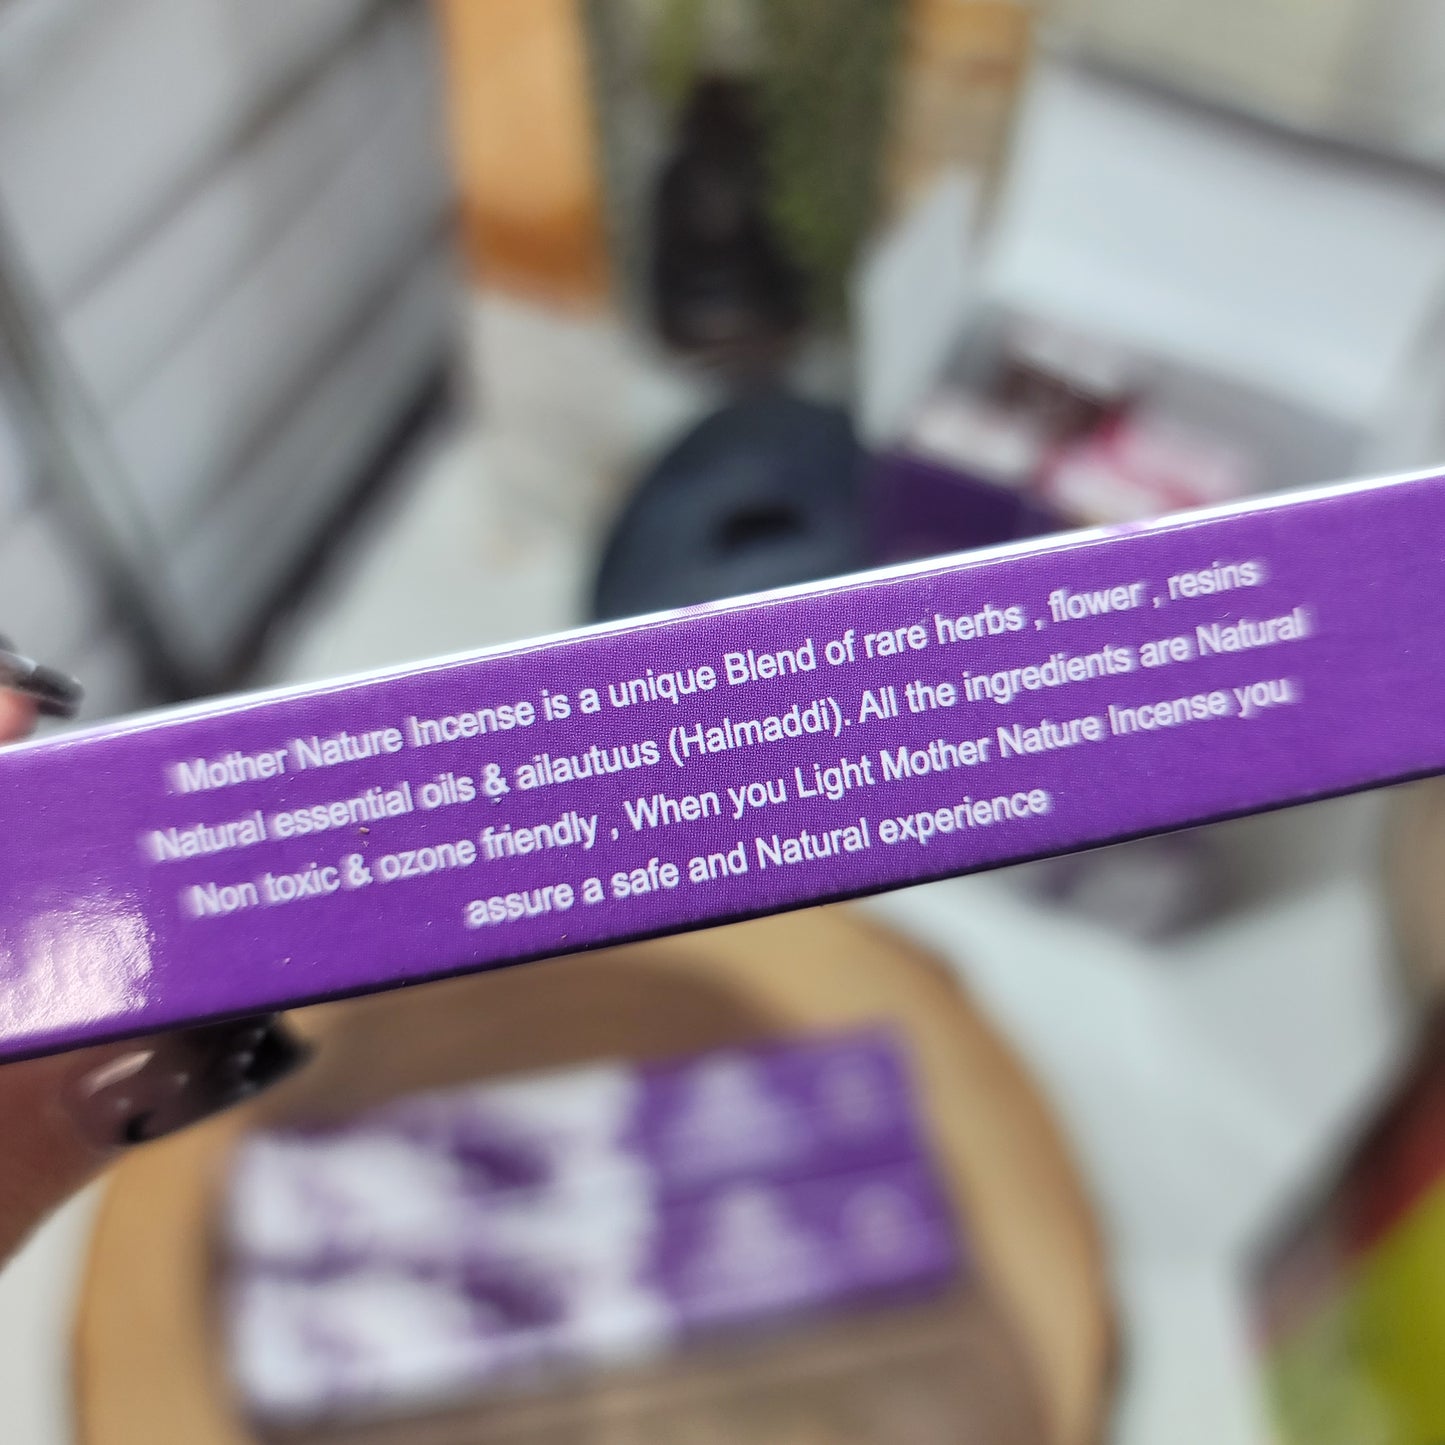 Mother Nature Incense is a unique Blend of rare herbs , flower , resins
Natural essential oils & ailautuus (Halmaddi). All the ingredients are Natural
Non toxic & ozone friendly , When you Light Mother Nature Incense you
assure a safe and Natural experience